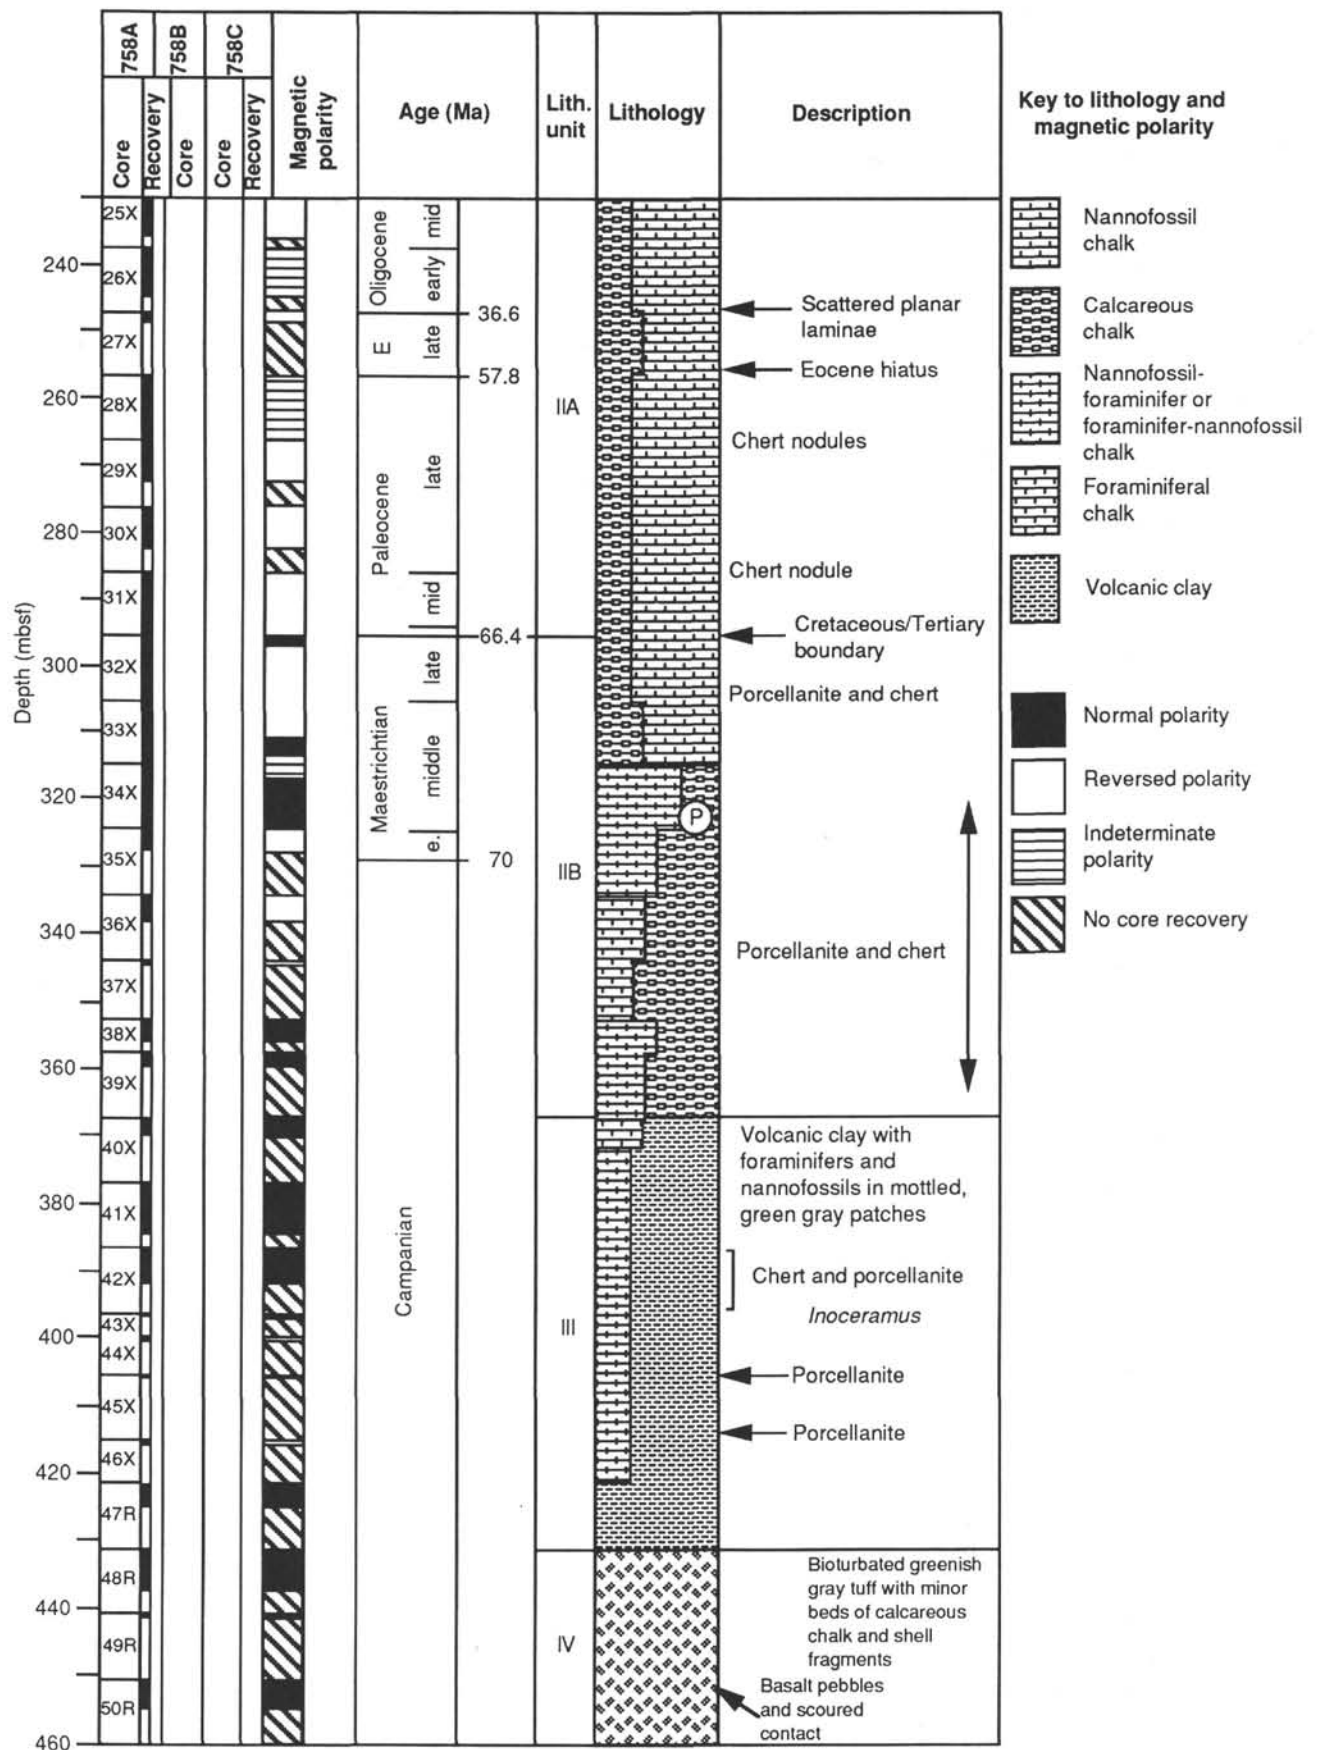 758A
758B
758C
Core
Recovery
Core
Core
Recovery
Magnetic
polarity
Age (Ma)
Lith.
unit
Lithology
Description
Key to lithology and
magnetic polarity
Depth (mbsf)
240
260
280
300
320
340
360
380
400
420
440
460
25X
26X
27X
28X
29X
30X
31X
32X
33X
34X
35X
36X
37X
38X
39X
40X
41X
42X
43X
44X
45X
46X
47R
48R
49R
50R
Oligocene
mid
early
36.6
E
late
57.8
Paleocene
late
mid
66.4
Maestrichtian
late
middle
e.
70
Campanian
IIA
IIB
III
IV
P
Scattered planar
laminae
Eocene hiatus
Chert nodules
Chert nodule
Cretaceous/Tertiary
boundary
Porcellanite and chert
Porcellanite and chert
Volcanic clay with
foraminifers and
nannofossils in mottled,
green gray patches
Chert and porcellanite
Inoceramus
Porcellanite
Porcellanite
Bioturbated greenish
gray tuff with minor
beds of calcareous
chalk and shell
fragments
Basalt pebbles
and scoured
contact
Nannofossil
chalk
Calcareous
chalk
Nannofossil-
foraminifer or
foraminifer-nannofossil
chalk
Foraminiferal
chalk
Volcanic clay
Normal polarity
Reversed polarity
Indeterminate
polarity
No core recovery